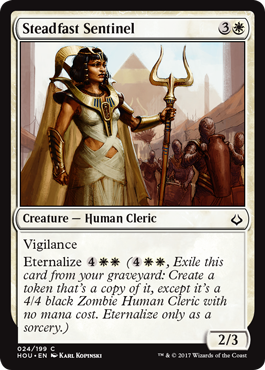 Steadfast Sentinel 3
Creature — Human Cleric
Vigilance
Eternalize 4 (4, Exile this
card from your graveyard: Create a
token that's a copy of it, except it's a
4/4 black Zombie Human Cleric with
no mana cost. Eternalize only as a
sorcery.)
2/3
024/199 C
HOU • EN Karl Kopinski
™ & © 2017 Wizards of the Coast